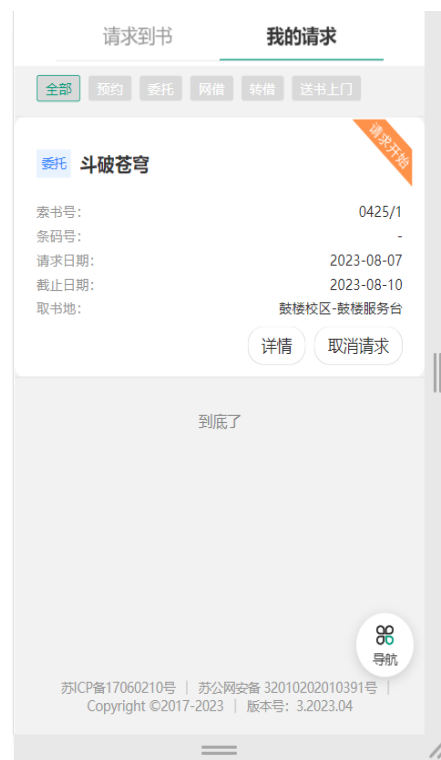 请求到书 我的请求
全部 预约 委托 网借 转借 送书上门
请求开始
委托 斗破苍穹
索书号: 0425/1
条码号: -
请求日期: 2023-08-07
截止日期: 2023-08-10
取书地: 鼓楼校区-鼓楼服务台
详情 取消请求
到底了
导航
苏ICP备17060210号 | 苏公网安备 32010202010391号 |
Copyright ©2017-2023 | 版本号: 3.2023.04